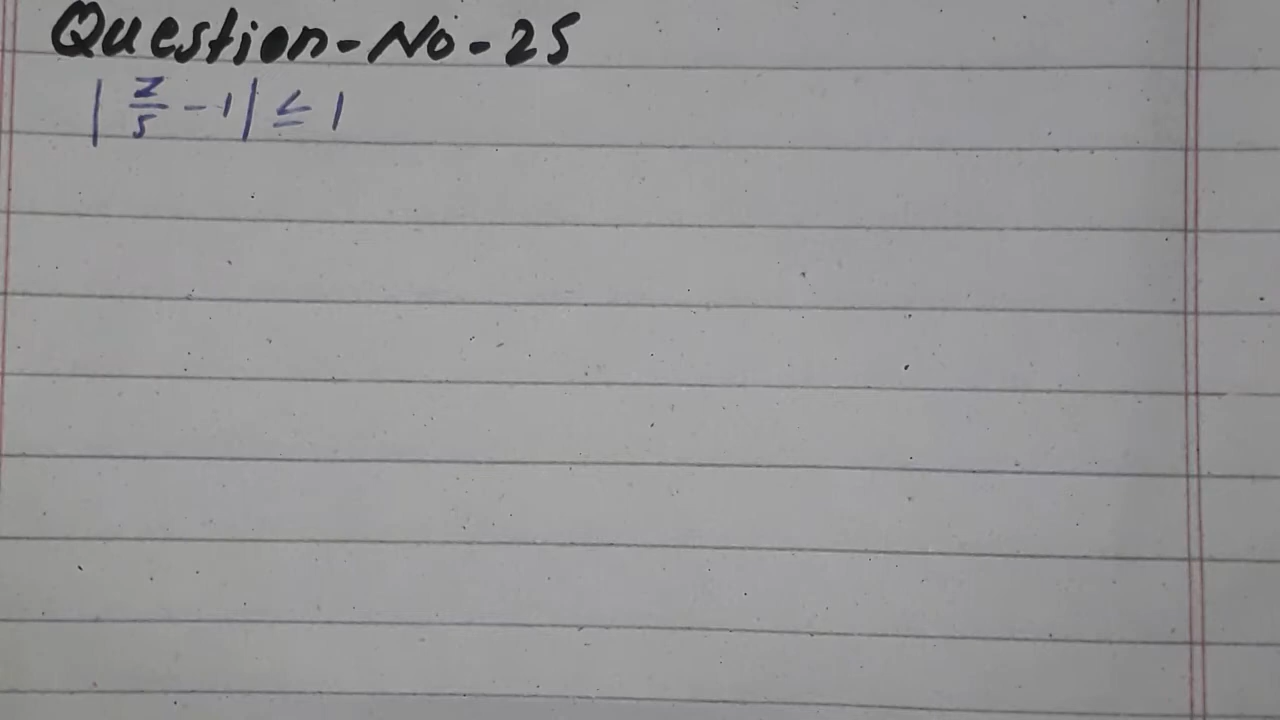 Question-No-25
| z/5 - 1 | ≤ 1